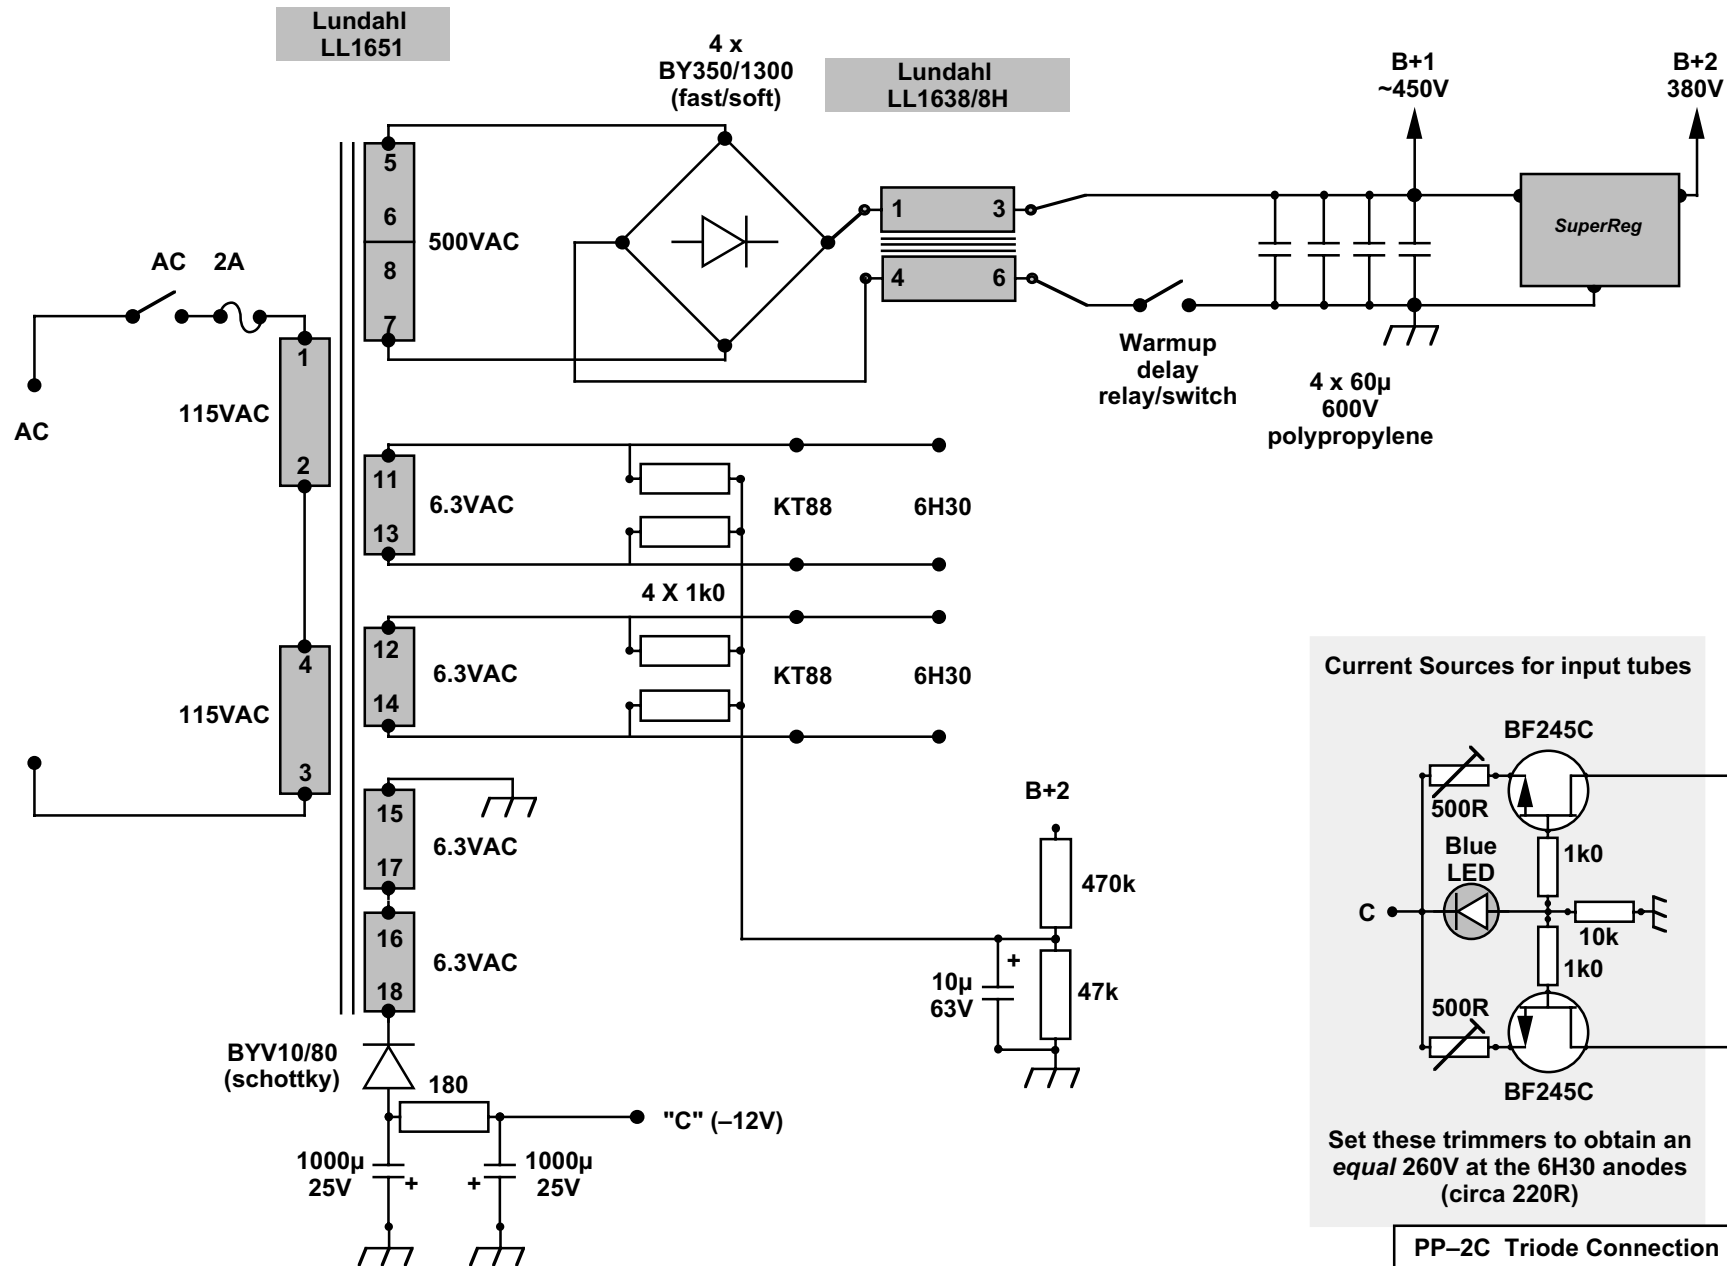 Lundahl
LL1651
4 x
BY350/1300
(fast/soft)
Lundahl
LL1638/8H
B+1
~450V
B+2
380V
5
6
8
7
500VAC
1
3
4
6
SuperReg
AC
2A
AC
1
2
115VAC
Warmup
delay
relay/switch
4 x 60µ
600V
polypropylene
11
13
6.3VAC
KT88
6H30
4 X 1k0
12
14
6.3VAC
KT88
6H30
4
3
115VAC
15
17
6.3VAC
16
18
6.3VAC
BYV10/80
(schottky)
180
"C" (–12V)
1000µ
25V
+
+
1000µ
25V
B+2
470k
+
10µ
63V
47k
Current Sources for input tubes
BF245C
500R
1k0
Blue
LED
C
10k
1k0
500R
BF245C
Set these trimmers to obtain an
equal 260V at the 6H30 anodes
(circa 220R)
PP–2C Triode Connection